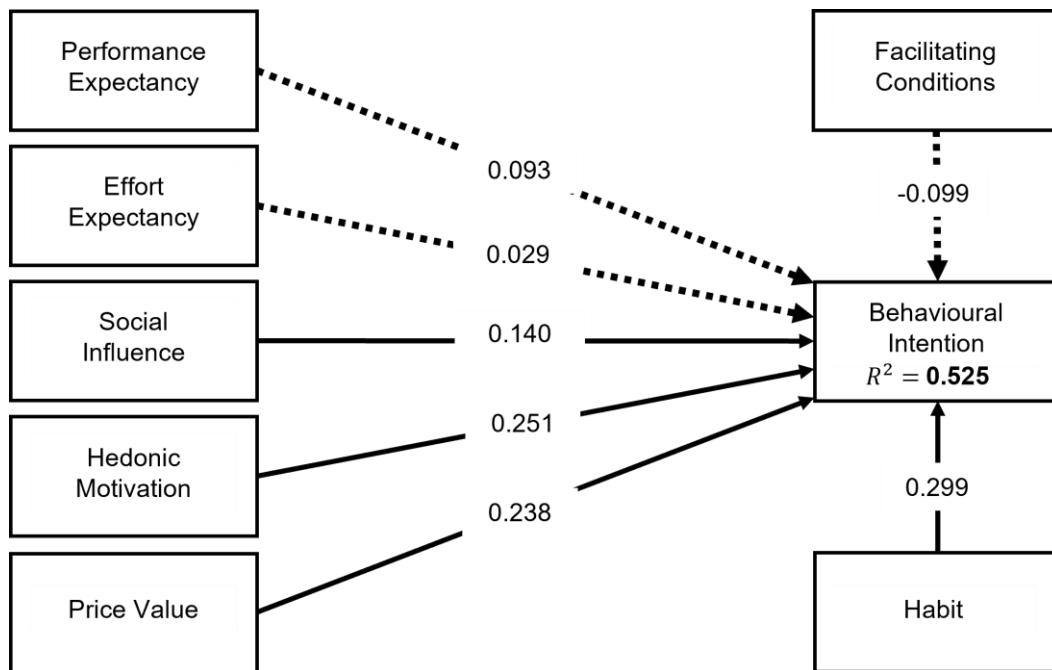 Performance
Expectancy
Facilitating
Conditions
0.093
Effort
Expectancy
-0.099
0.029
Social
Influence
0.140
Behavioural
Intention
𝑅² = 0.525
Hedonic
Motivation
0.251
0.299
0.238
Price Value
Habit